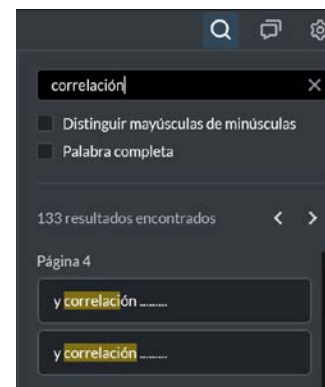 correlación
Distinguir mayúsculas de minúsculas
Palabra completa
133 resultados encontrados
Página 4
y correlación ..........
y correlación ..........